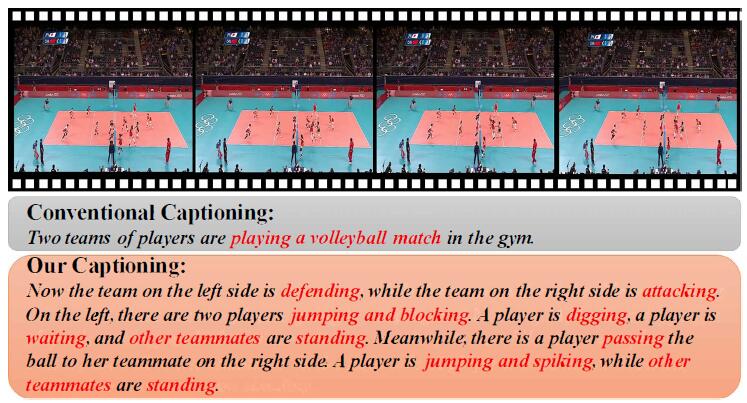 Conventional Captioning:
Two teams of players are playing a volleyball match in the gym.
Our Captioning:
Now the team on the left side is defending, while the team on the right side is attacking.
On the left, there are two players jumping and blocking. A player is digging, a player is
waiting, and other teammates are standing. Meanwhile, there is a player passing the
ball to her teammate on the right side. A player is jumping and spiking, while other
teammates are standing.